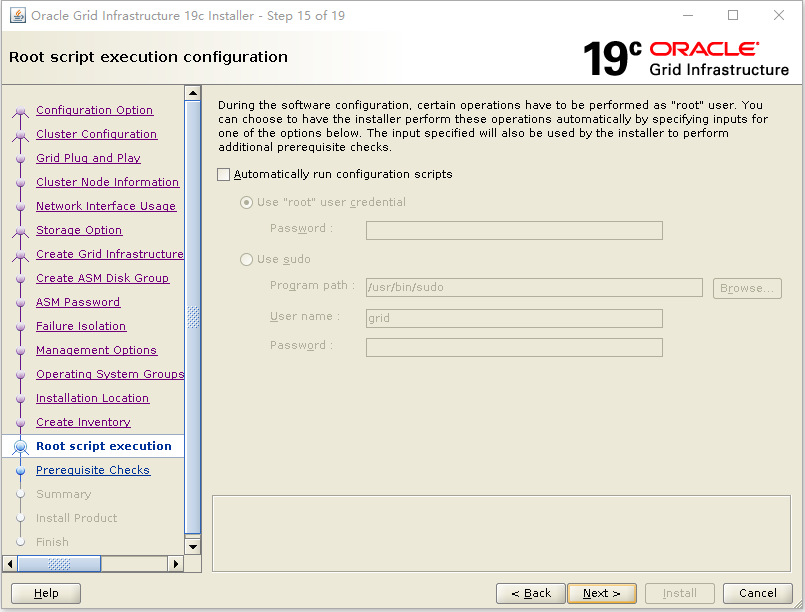 Oracle Grid Infrastructure 19c Installer - Step 15 of 19
Root script execution configuration
19c ORACLE
Grid Infrastructure
Configuration Option
Cluster Configuration
Grid Plug and Play
Cluster Node Information
Network Interface Usage
Storage Option
Create Grid Infrastructure
Create ASM Disk Group
ASM Password
Failure Isolation
Management Options
Operating System Groups
Installation Location
Create Inventory
Root script execution
Prerequisite Checks
Summary
Install Product
Finish
During the software configuration, certain operations have to be performed as "root" user. You
can choose to have the installer perform these operations automatically by specifying inputs for
one of the options below. The input specified will also be used by the installer to perform
additional prerequisite checks.
Automatically run configuration scripts
Use "root" user credential
Password :
Use sudo
Program path : /usr/bin/sudo Browse...
User name : grid
Password :
Help < Back Next > Install Cancel